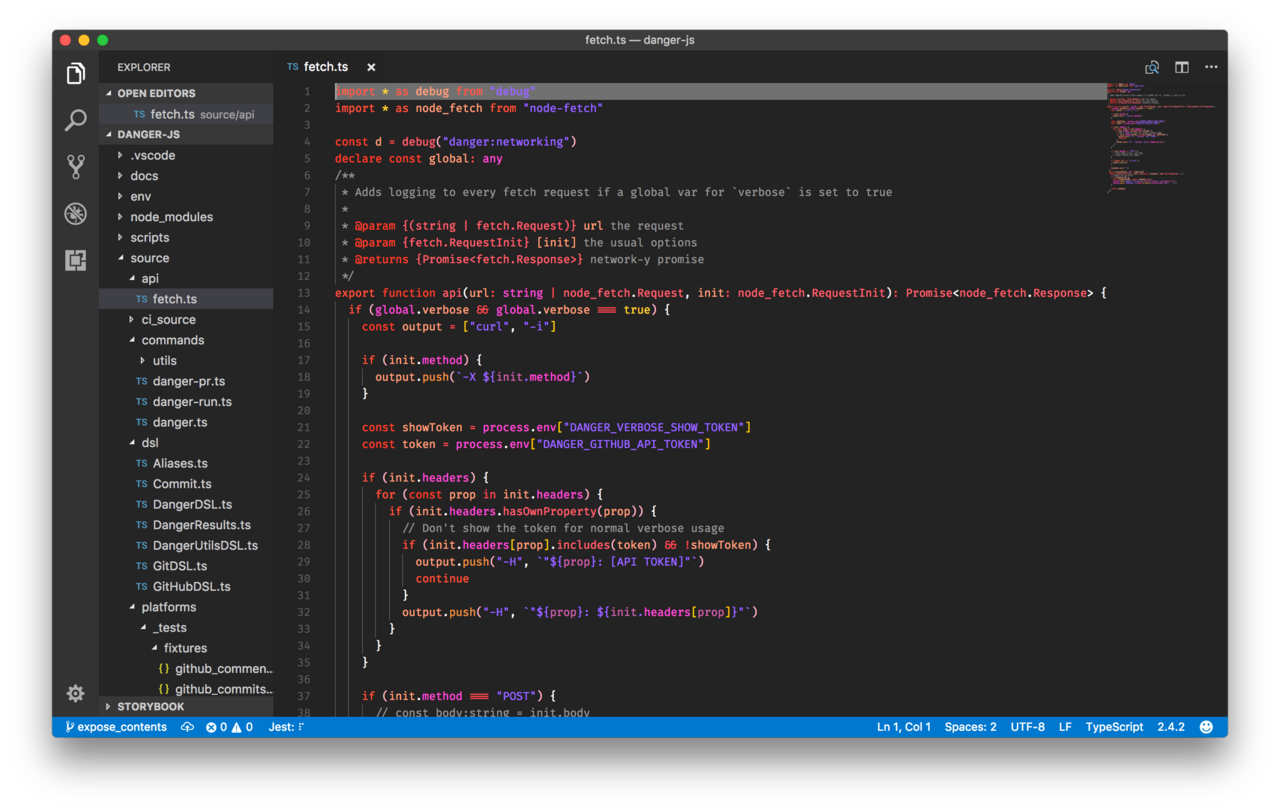 fetch.ts — danger-js
EXPLORER
OPEN EDITORS
TS fetch.ts source/api
DANGER-JS
.vscode
docs
env
node_modules
scripts
source
api
TS fetch.ts
ci_source
commands
utils
TS danger-pr.ts
TS danger-run.ts
TS danger.ts
dsl
TS Aliases.ts
TS Commit.ts
TS DangerDSL.ts
TS DangerResults.ts
TS DangerUtilsDSL.ts
TS GitDSL.ts
TS GitHubDSL.ts
platforms
_tests
fixtures
{} github_commen...
{} github_commits...
STORYBOOK
TS fetch.ts ×
1 import * as debug from "debug"
2 import * as node_fetch from "node-fetch"
3
4 const d = debug("danger:networking")
5 declare const global: any
6 /**
7  * Adds logging to every fetch request if a global var for `verbose` is set to true
8  *
9  * @param {(string | fetch.Request)} url the request
10  * @param {fetch.RequestInit} [init] the usual options
11  * @returns {Promise<fetch.Response>} network-y promise
12  */
13 export function api(url: string | node_fetch.Request, init: node_fetch.RequestInit): Promise<node_fetch.Response> {
14   if (global.verbose && global.verbose === true) {
15     const output = ["curl", "-i"]
16
17     if (init.method) {
18       output.push(`-X ${init.method}`)
19     }
20
21     const showToken = process.env["DANGER_VERBOSE_SHOW_TOKEN"]
22     const token = process.env["DANGER_GITHUB_API_TOKEN"]
23
24     if (init.headers) {
25       for (const prop in init.headers) {
26         if (init.headers.hasOwnProperty(prop)) {
27           // Don't show the token for normal verbose usage
28           if (init.headers[prop].includes(token) && !showToken) {
29             output.push("-H", `"${prop}: [API TOKEN]"`)
30             continue
31           }
32           output.push("-H", `"${prop}: ${init.headers[prop]}"`)
33         }
34       }
35     }
36
37     if (init.method === "POST") {
38       // const body:string = init.body
expose_contents 0 0 Jest: Ln 1, Col 1 Spaces: 2 UTF-8 LF TypeScript 2.4.2